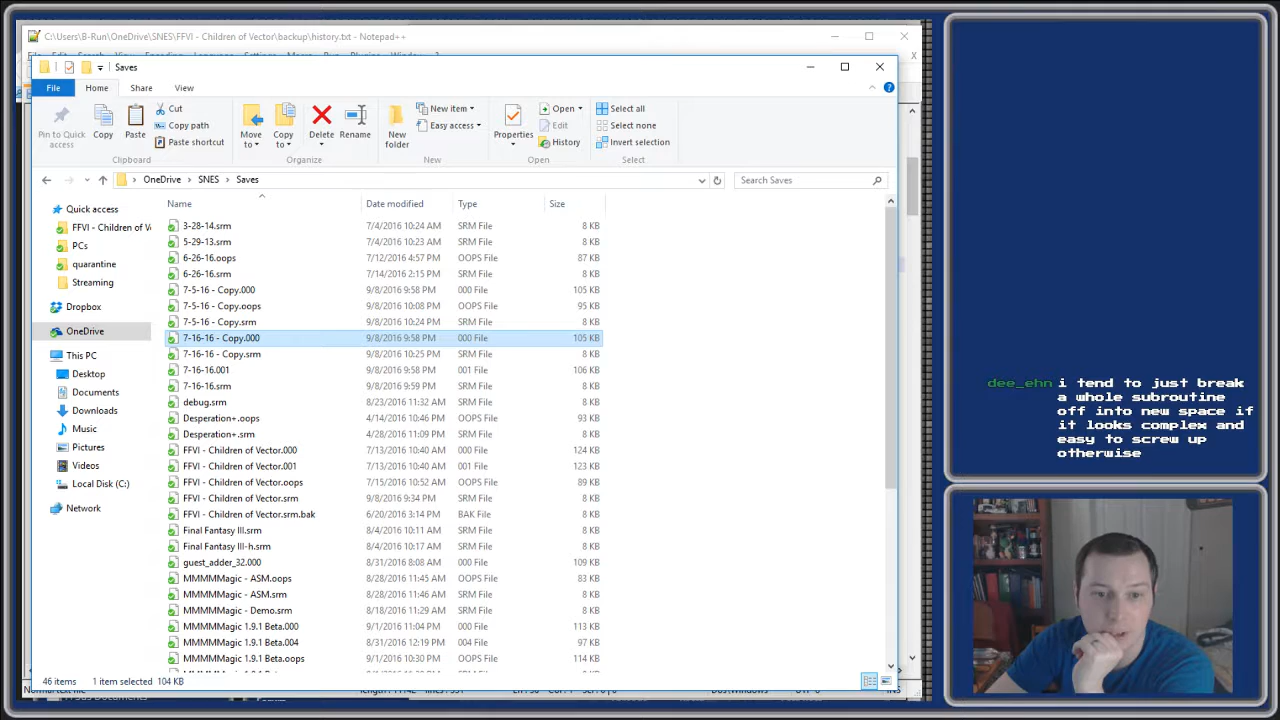 C:\Users\B-Run\OneDrive\SNES\FFVI - Children of Vector\backup\history.txt - Notepad++
Saves
File Home Share View
Pin to Quick access
Copy
Paste
Cut
Copy path
Paste shortcut
Clipboard
Move to
Copy to
Delete
Rename
Organize
New folder
New item
Easy access
New
Properties
Open
Edit
History
Open
Select all
Select none
Invert selection
Select
OneDrive SNES Saves
Search Saves
Quick access
FFVI - Children of V
PCs
quarantine
Streaming
Dropbox
OneDrive
This PC
Desktop
Documents
Downloads
Music
Pictures
Videos
Local Disk (C:)
Network
Name Date modified Type Size
3-28-14.srm 7/4/2016 10:24 AM SRM File 8 KB
5-29-13.srm 7/4/2016 10:23 AM SRM File 8 KB
6-26-16.oops 7/12/2016 4:57 PM OOPS File 87 KB
6-26-16.srm 7/14/2016 2:15 PM SRM File 8 KB
7-5-16 - Copy.000 9/8/2016 9:58 PM 000 File 105 KB
7-5-16 - Copy.oops 9/8/2016 10:08 PM OOPS File 95 KB
7-5-16 - Copy.srm 9/8/2016 10:24 PM SRM File 8 KB
7-16-16 - Copy.000 9/8/2016 9:58 PM 000 File 105 KB
7-16-16 - Copy.srm 9/8/2016 10:25 PM SRM File 8 KB
7-16-16.001 9/8/2016 9:58 PM 001 File 106 KB
7-16-16.srm 9/8/2016 9:59 PM SRM File 8 KB
debug.srm 8/23/2016 11:32 AM SRM File 8 KB
Desperation+.oops 4/14/2016 10:46 PM OOPS File 93 KB
Desperation+.srm 4/28/2016 11:09 PM SRM File 8 KB
FFVI - Children of Vector.000 7/13/2016 10:40 AM 000 File 124 KB
FFVI - Children of Vector.001 7/13/2016 10:40 AM 001 File 123 KB
FFVI - Children of Vector.oops 7/15/2016 10:52 AM OOPS File 89 KB
FFVI - Children of Vector.srm 9/8/2016 9:34 PM SRM File 8 KB
FFVI - Children of Vector.srm.bak 6/20/2016 3:14 PM BAK File 8 KB
Final Fantasy III.srm 8/4/2016 10:11 AM SRM File 8 KB
Final Fantasy III-h.srm 8/4/2016 10:17 AM SRM File 8 KB
guest_adder_32.000 8/31/2016 8:08 AM 000 File 109 KB
MMMMagic - ASM.oops 8/28/2016 11:45 AM OOPS File 83 KB
MMMMagic - ASM.srm 8/28/2016 11:46 AM SRM File 8 KB
MMMMagic - Demo.srm 8/18/2016 11:29 AM SRM File 8 KB
MMMMagic 1.9.1 Beta.000 9/1/2016 11:04 PM 000 File 113 KB
MMMMagic 1.9.1 Beta.004 8/31/2016 12:19 PM 004 File 97 KB
MMMMagic 1.9.1 Beta.oops 9/1/2016 10:30 PM OOPS File 114 KB
46 items 1 item selected 104 KB
dee_ehn i tend to just break
a whole subroutine
off into new space if
it looks complex and
easy to screw up
otherwise